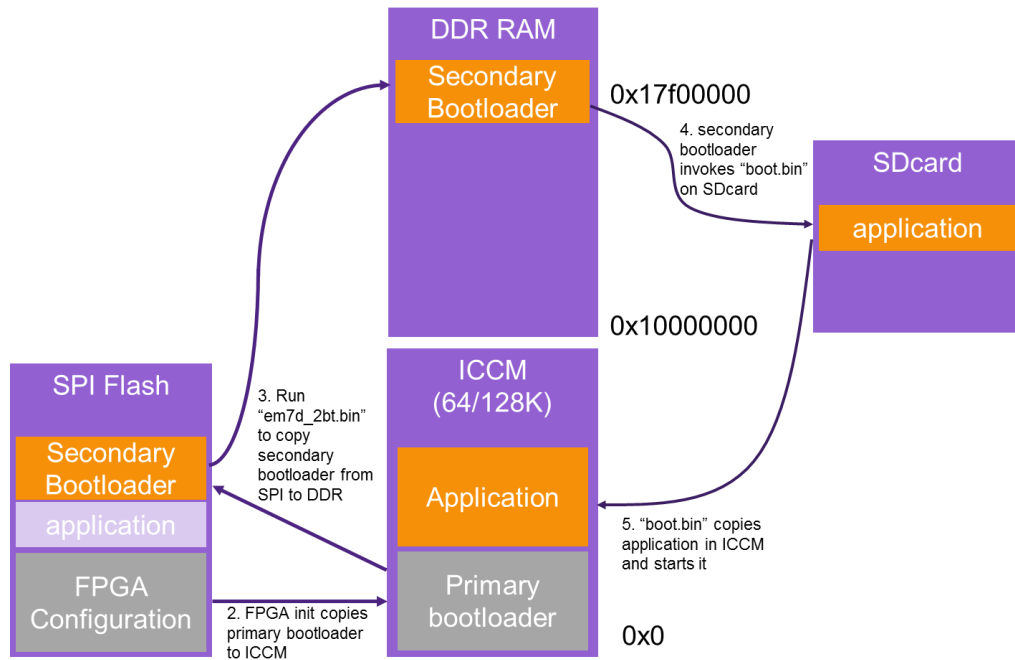 DDR RAM
Secondary
Bootloader
0x17f00000
4. secondary
bootloader
invokes “boot.bin”
on SDcard
SDcard
application
0x10000000
SPI Flash
Secondary
Bootloader
application
FPGA
Configuration
3. Run
“em7d_2bt.bin”
to copy
secondary
bootloader from
SPI to DDR
ICCM
(64/128K)
Application
Primary
bootloader
5. “boot.bin” copies
application in ICCM
and starts it
2. FPGA init copies
primary bootloader
to ICCM
0x0